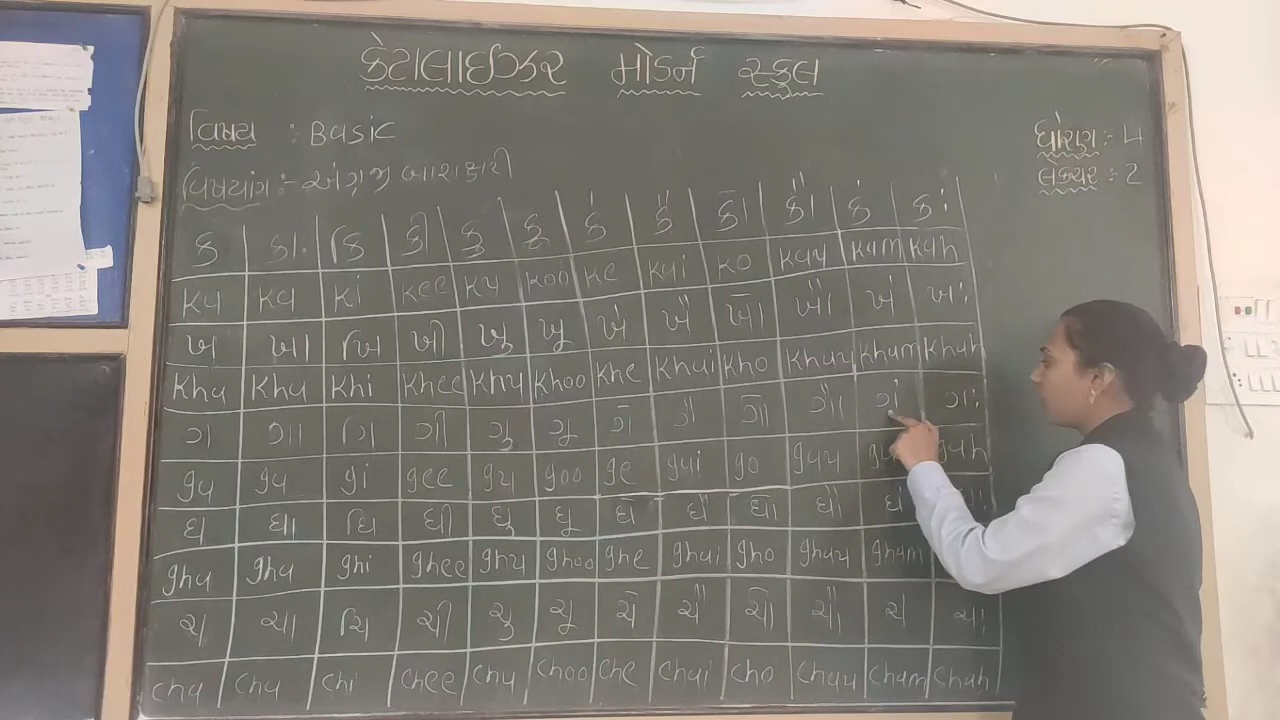 કેટાલાઈઝર મોડર્ન સ્કુલ
વિષય : Basic
ધોરણ :- 4
વિષયાંગ :- અંગ્રેજી બારાક્ષરી
લેક્ચર :- 2
ક કા કિ કી કુ કૂ કે કૈ કો કૌ કં કઃ
ka ka ki kee ku koo ke kai ko kau kam kah
ખ ખા ખિ ખી ખુ ખૂ ખે ખૈ ખો ખૌ ખં ખઃ
kha kha khi khee khu khoo khe khai kho khau kham khah
ગ ગા ગિ ગી ગુ ગૂ ગે ગૈ ગો ગૌ ગં ગઃ
ga ga gi gee gu goo ge gai go gau gah
ઘ ઘા ઘિ ઘી ઘુ ઘૂ ઘે ઘૈ ઘો ઘૌ ઘં
gha gha ghi ghee ghu ghoo ghe ghai gho ghau gham
ચ ચા ચિ ચી ચુ ચૂ ચે ચૈ ચો ચૌ ચં ચઃ
cha cha chi chee chu choo che chai cho chau cham chah